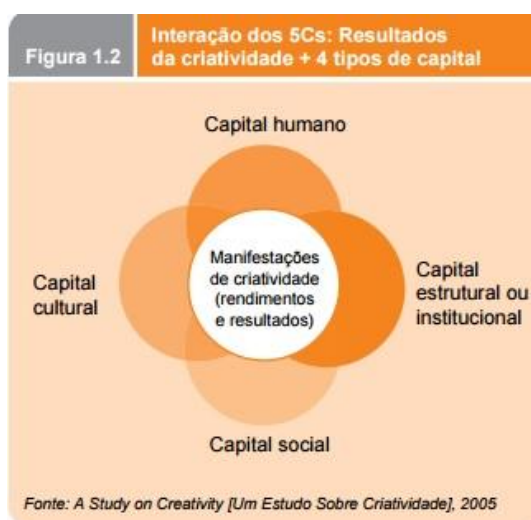 Figura 1.2
Interação dos 5Cs: Resultados
da criatividade + 4 tipos de capital
Capital humano
Capital
cultural
Manifestações
de criatividade
(rendimentos
e resultados)
Capital
estrutural ou
institucional
Capital social
Fonte: A Study on Creativity [Um Estudo Sobre Criatividade], 2005